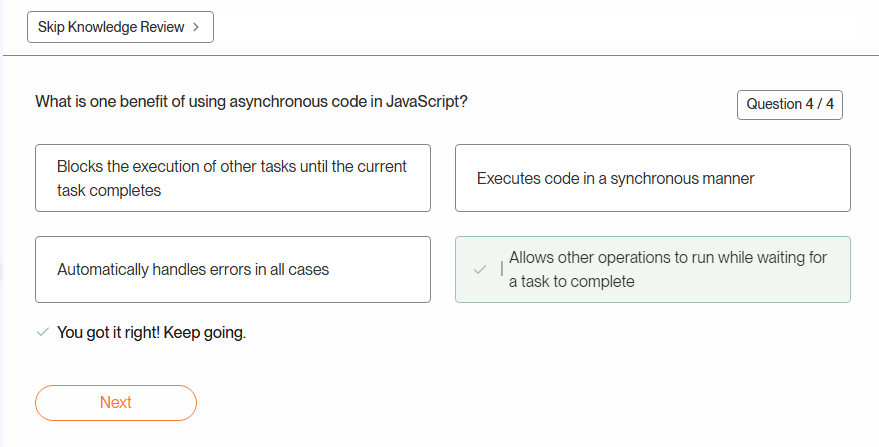 Skip Knowledge Review
What is one benefit of using asynchronous code in JavaScript?
Question 4 / 4
Blocks the execution of other tasks until the current
task completes
Executes code in a synchronous manner
Automatically handles errors in all cases
Allows other operations to run while waiting for
a task to complete
You got it right! Keep going.
Next